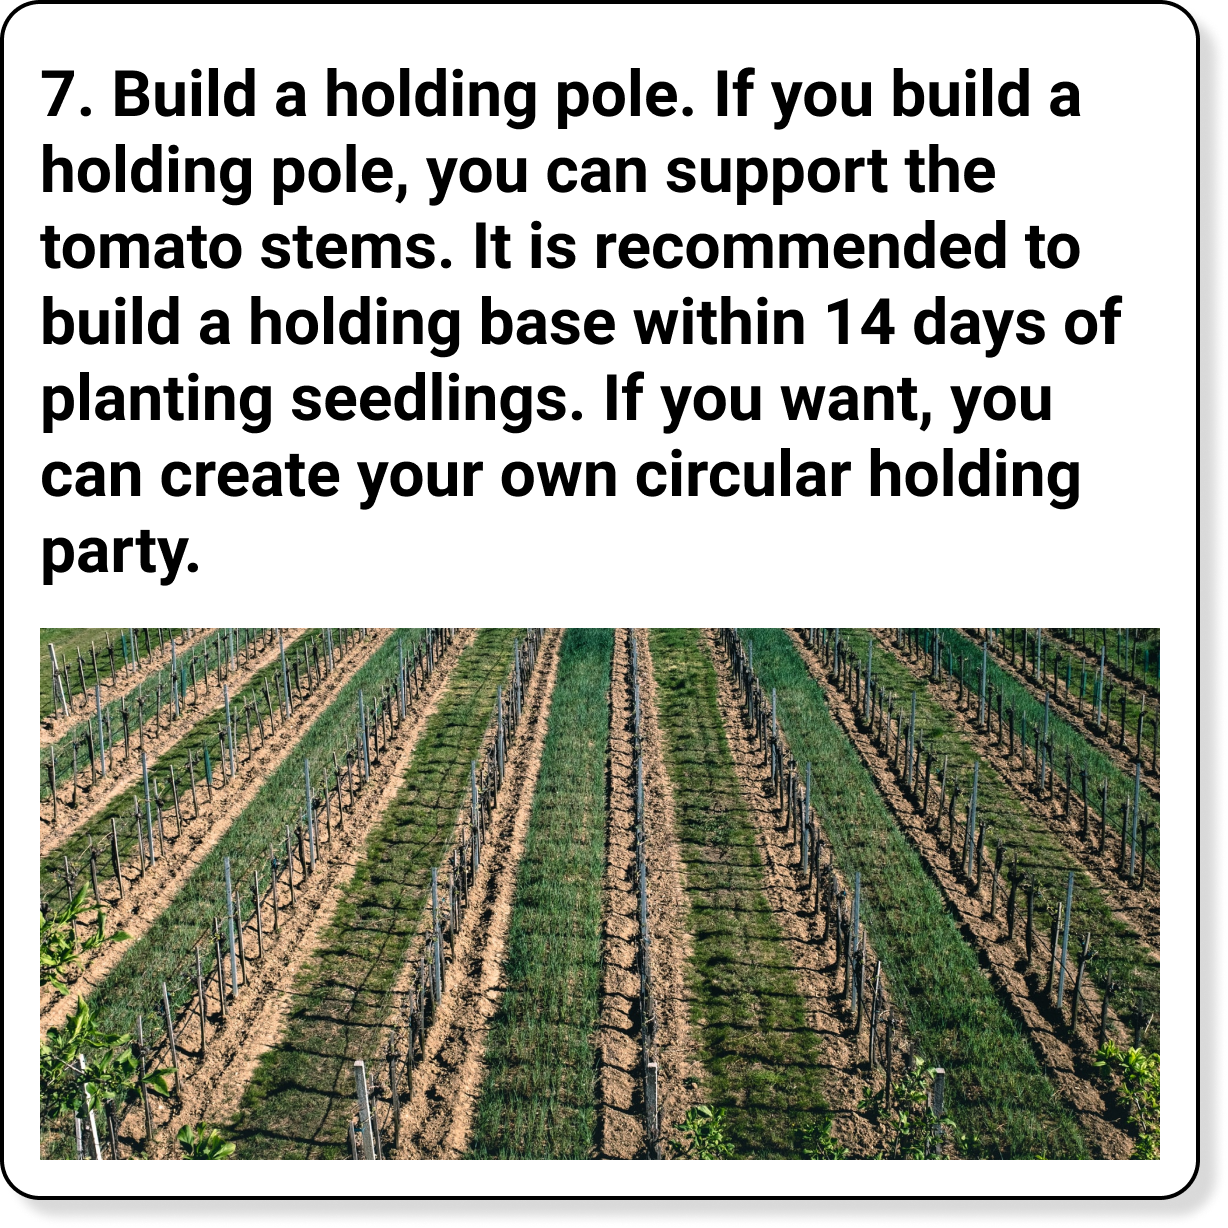 7. Build a holding pole. If you build a
holding pole, you can support the
tomato stems. It is recommended to
build a holding base within 14 days of
planting seedlings. If you want, you
can create your own circular holding
party.